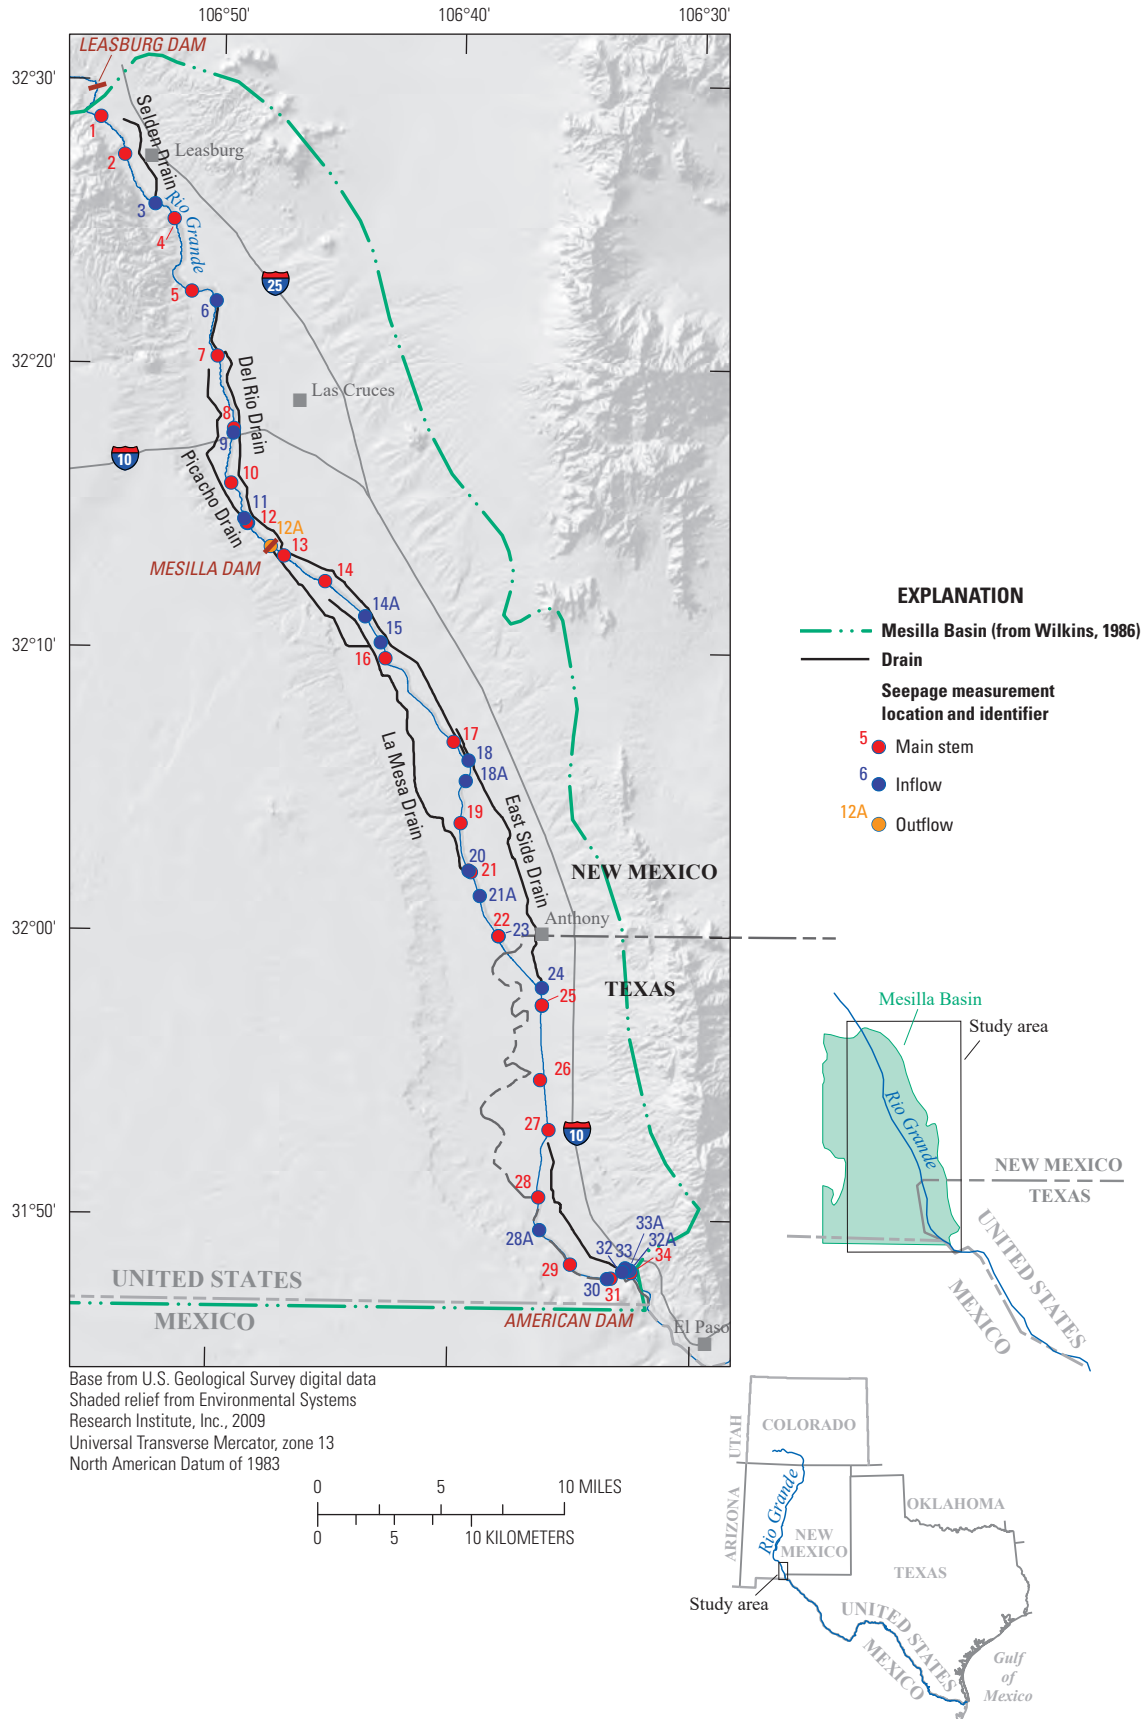 106°50'
106°40'
106°30'
LEASBURG DAM
32°30'
1
Selden Drain
Leasburg
2
3
Rio Grande
4
25
5
6
32°20'
7
Del Rio Drain
Las Cruces
8
9
10
Picacho Drain
10
11
12
12A
13
MESILLA DAM
14
14A
15
32°10'
16
17
La Mesa Drain
18
18A
East Side Drain
19
20
21
NEW MEXICO
21A
Anthony
22
23
32°00'
24
TEXAS
25
26
27
10
28
31°50'
28A
33A
32
33
32A
29
34
30
31
UNITED STATES
MEXICO
AMERICAN DAM
El Paso
EXPLANATION
Mesilla Basin (from Wilkins, 1986)
Drain
Seepage measurement
location and identifier
5 Main stem
6 Inflow
12A Outflow
Mesilla Basin
Study area
Rio Grande
NEW MEXICO
TEXAS
UNITED STATES
MEXICO
Base from U.S. Geological Survey digital data
Shaded relief from Environmental Systems
Research Institute, Inc., 2009
Universal Transverse Mercator, zone 13
North American Datum of 1983
0 5 10 MILES
0 5 10 KILOMETERS
UTAH
COLORADO
ARIZONA
Rio Grande
NEW
MEXICO
OKLAHOMA
TEXAS
Study area
UNITED STATES
MEXICO
Gulf
of
Mexico